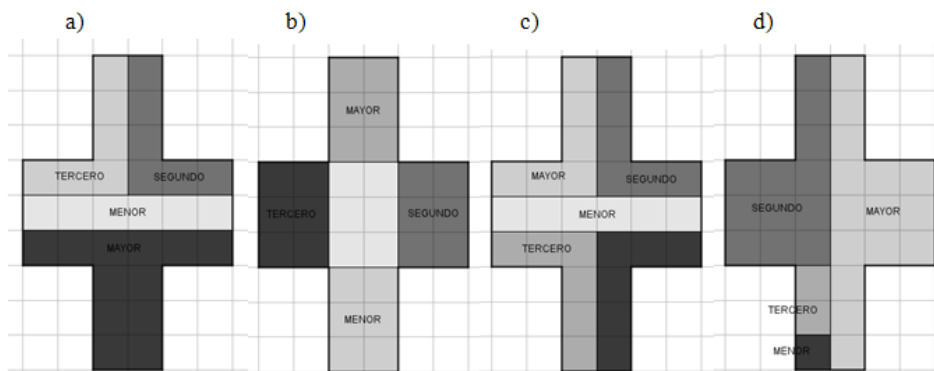 a) b) c) d)
TERCERO SEGUNDO
MENOR
MAYOR
MAYOR
TERCERO SEGUNDO
MENOR
MAYOR SEGUNDO
MENOR
TERCERO
SEGUNDO MAYOR
TERCERO
MENOR